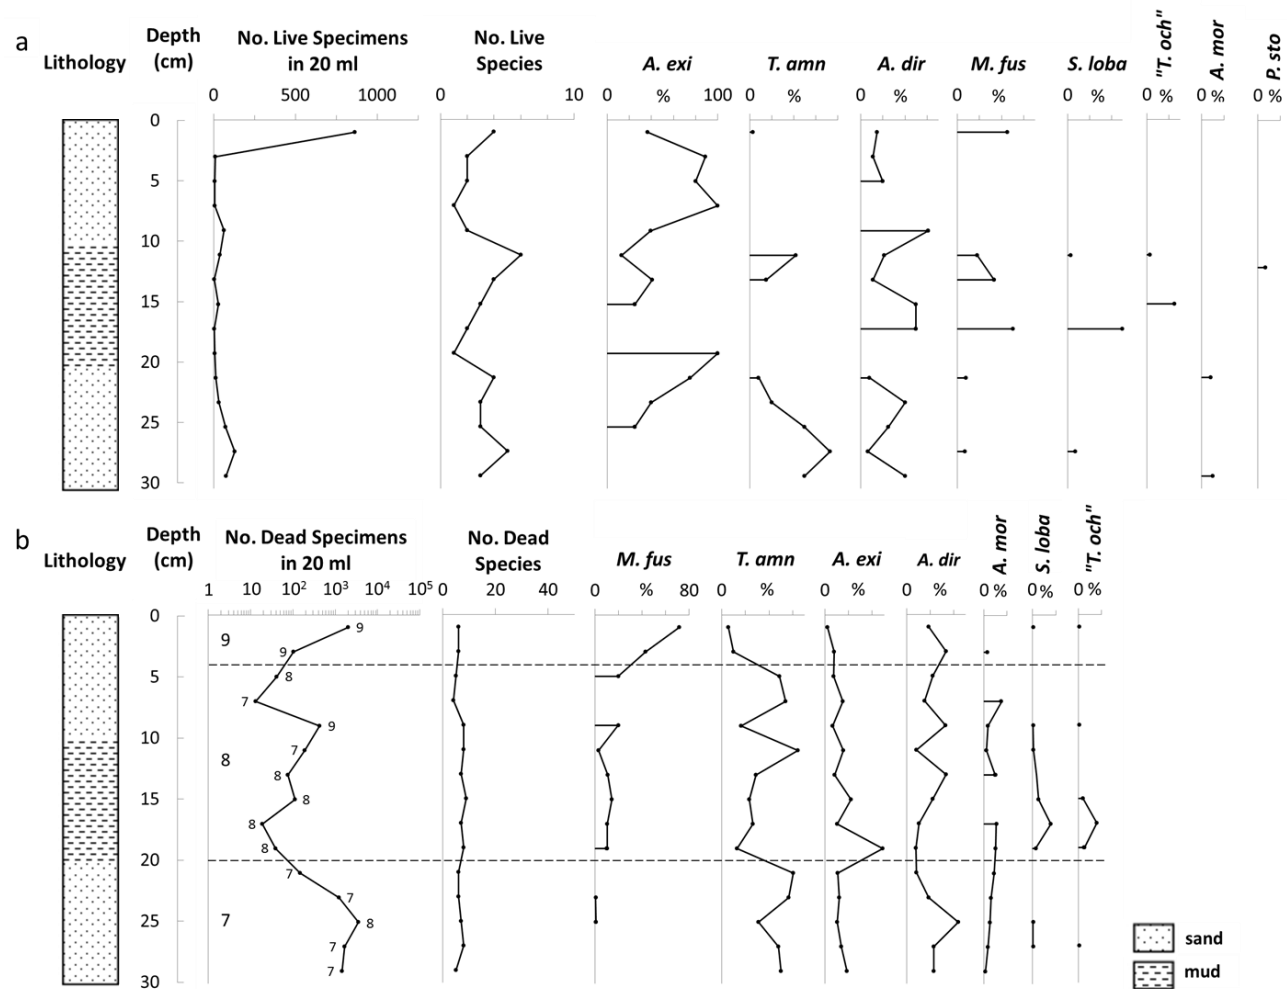 a
Lithology
Depth
(cm)
No. Live Specimens
in 20 ml
No. Live
Species
A. exi
T. amn
A. dir
M. fus
S. loba
"T. och"
A. mor
P. sto
0 500 1000
0 10
0 % 100
0 %
0 %
0 %
0 %
0 %
0 %
0 %
0
5
10
15
20
25
30
b
Lithology
Depth
(cm)
No. Dead Specimens
in 20 ml
No. Dead
Species
M. fus
T. amn
A. exi
A. dir
A. mor
S. loba
"T. och"
1 10 10² 10³ 10⁴ 10⁵
0 20 40
0 % 80
0 %
0 %
0 %
0 %
0 %
0 %
0
5
10
15
20
25
30
9
8
7
9
9
8
7
9
7
8
8
8
8
7
7
8
7
7
sand
mud